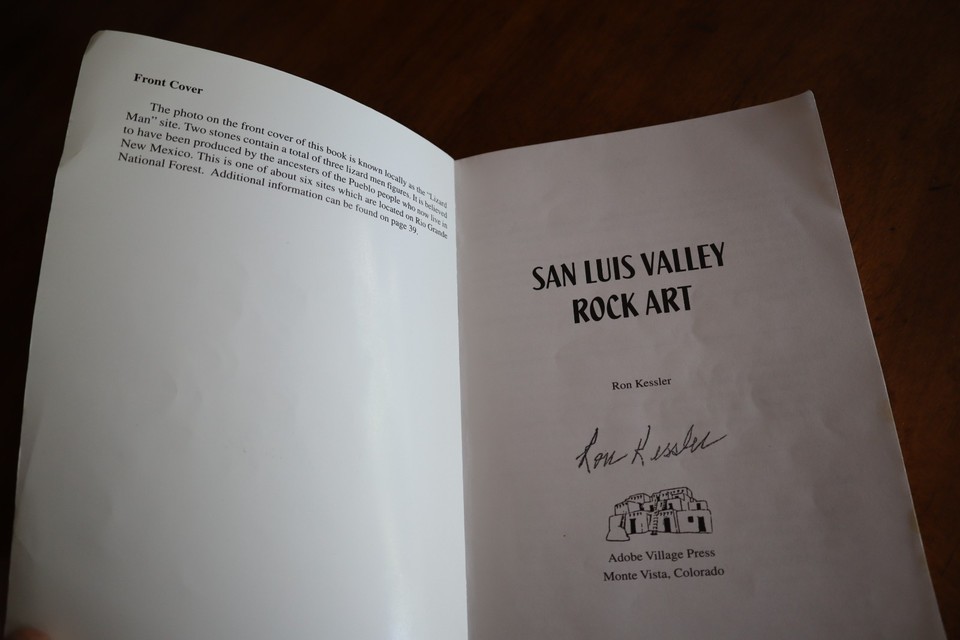 Front Cover
The photo on the front cover of this book is known locally as the "Lizard
Man" site. Two stones contain a total of three lizard men figures. It is believed
to have been produced by the ancesters of the Pueblo people who now live in
New Mexico. This is one of about six sites which are located on Rio Grande
National Forest. Additional information can be found on page 39.
SAN LUIS VALLEY
ROCK ART
Ron Kessler
Ron Kessler
Adobe Village Press
Monte Vista, Colorado